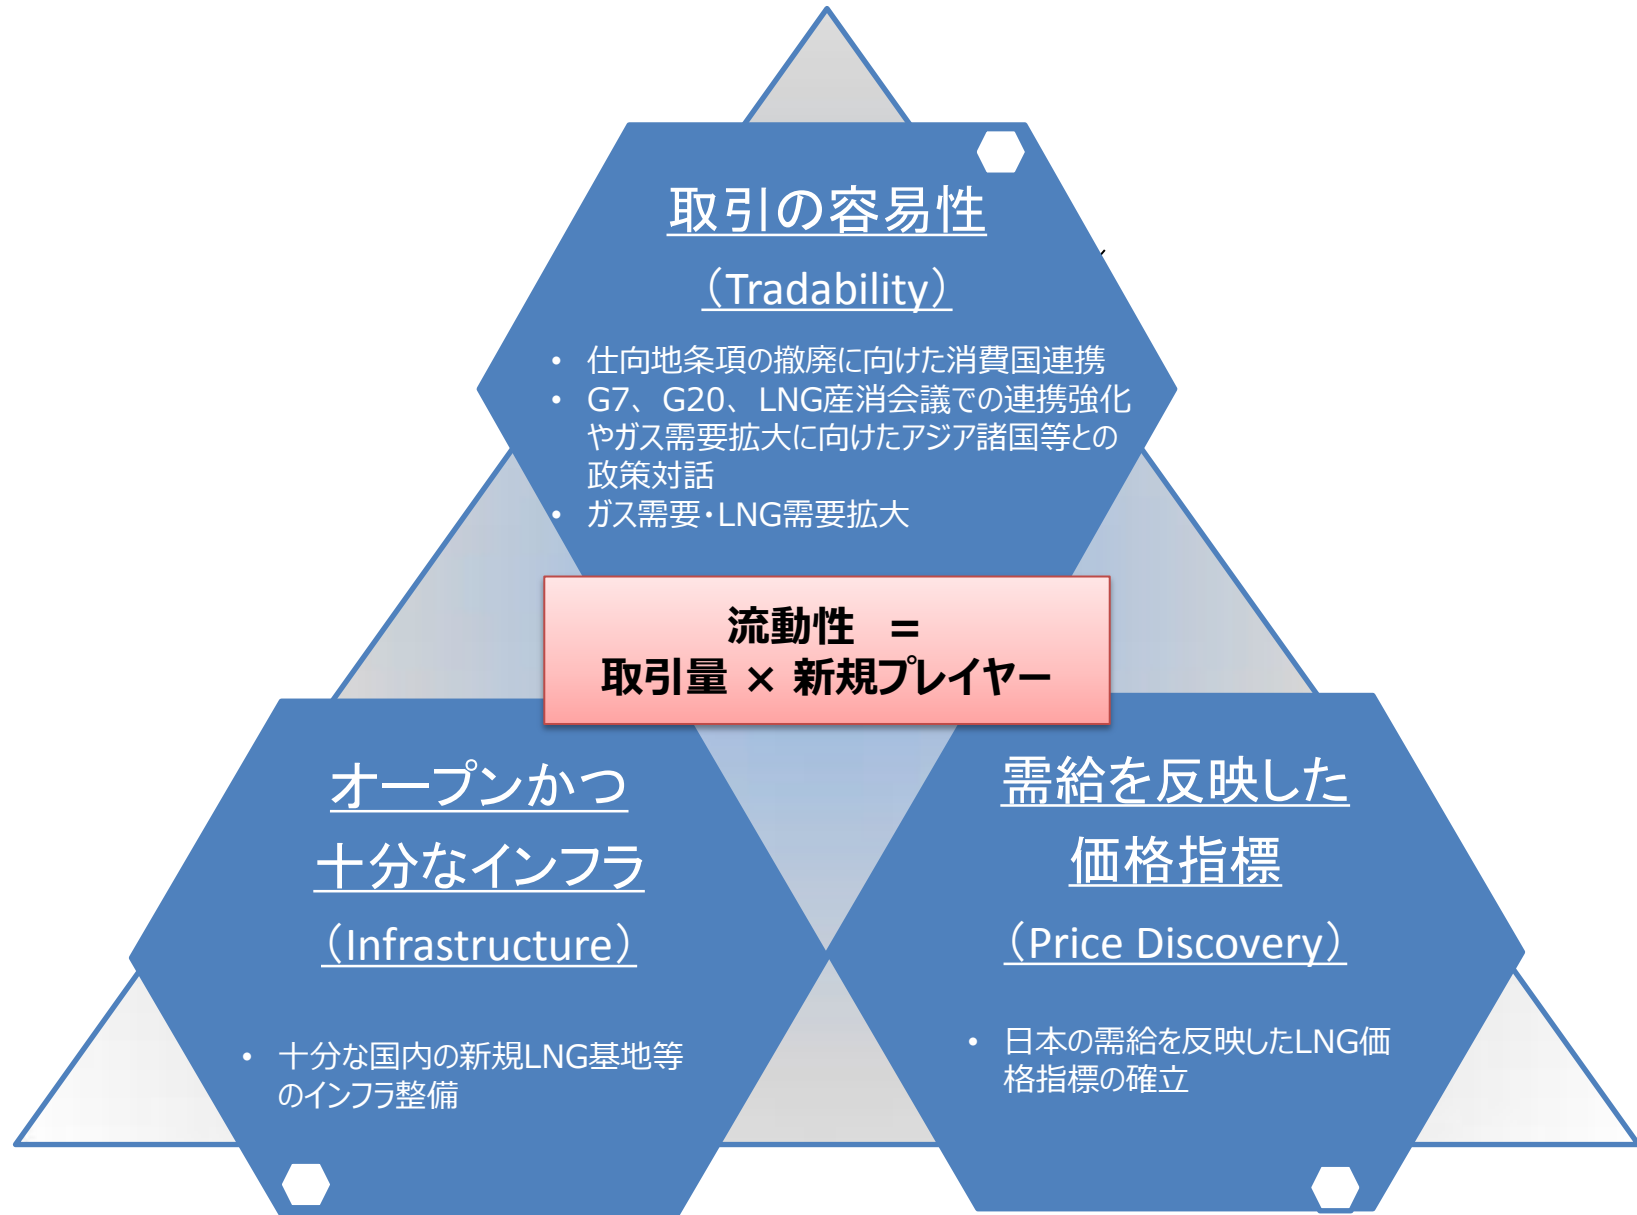 取引の容易性
（Tradability）
• 仕向地条項の撤廃に向けた消費国連携
• G7、G20、LNG産消会議での連携強化
やガス需要拡大に向けたアジア諸国等との
政策対話
• ガス需要・LNG需要拡大
流動性 ＝
取引量 × 新規プレイヤー
オープンかつ
十分なインフラ
（Infrastructure）
• 十分な国内の新規LNG基地等
のインフラ整備
需給を反映した
価格指標
（Price Discovery）
• 日本の需給を反映したLNG価
格指標の確立